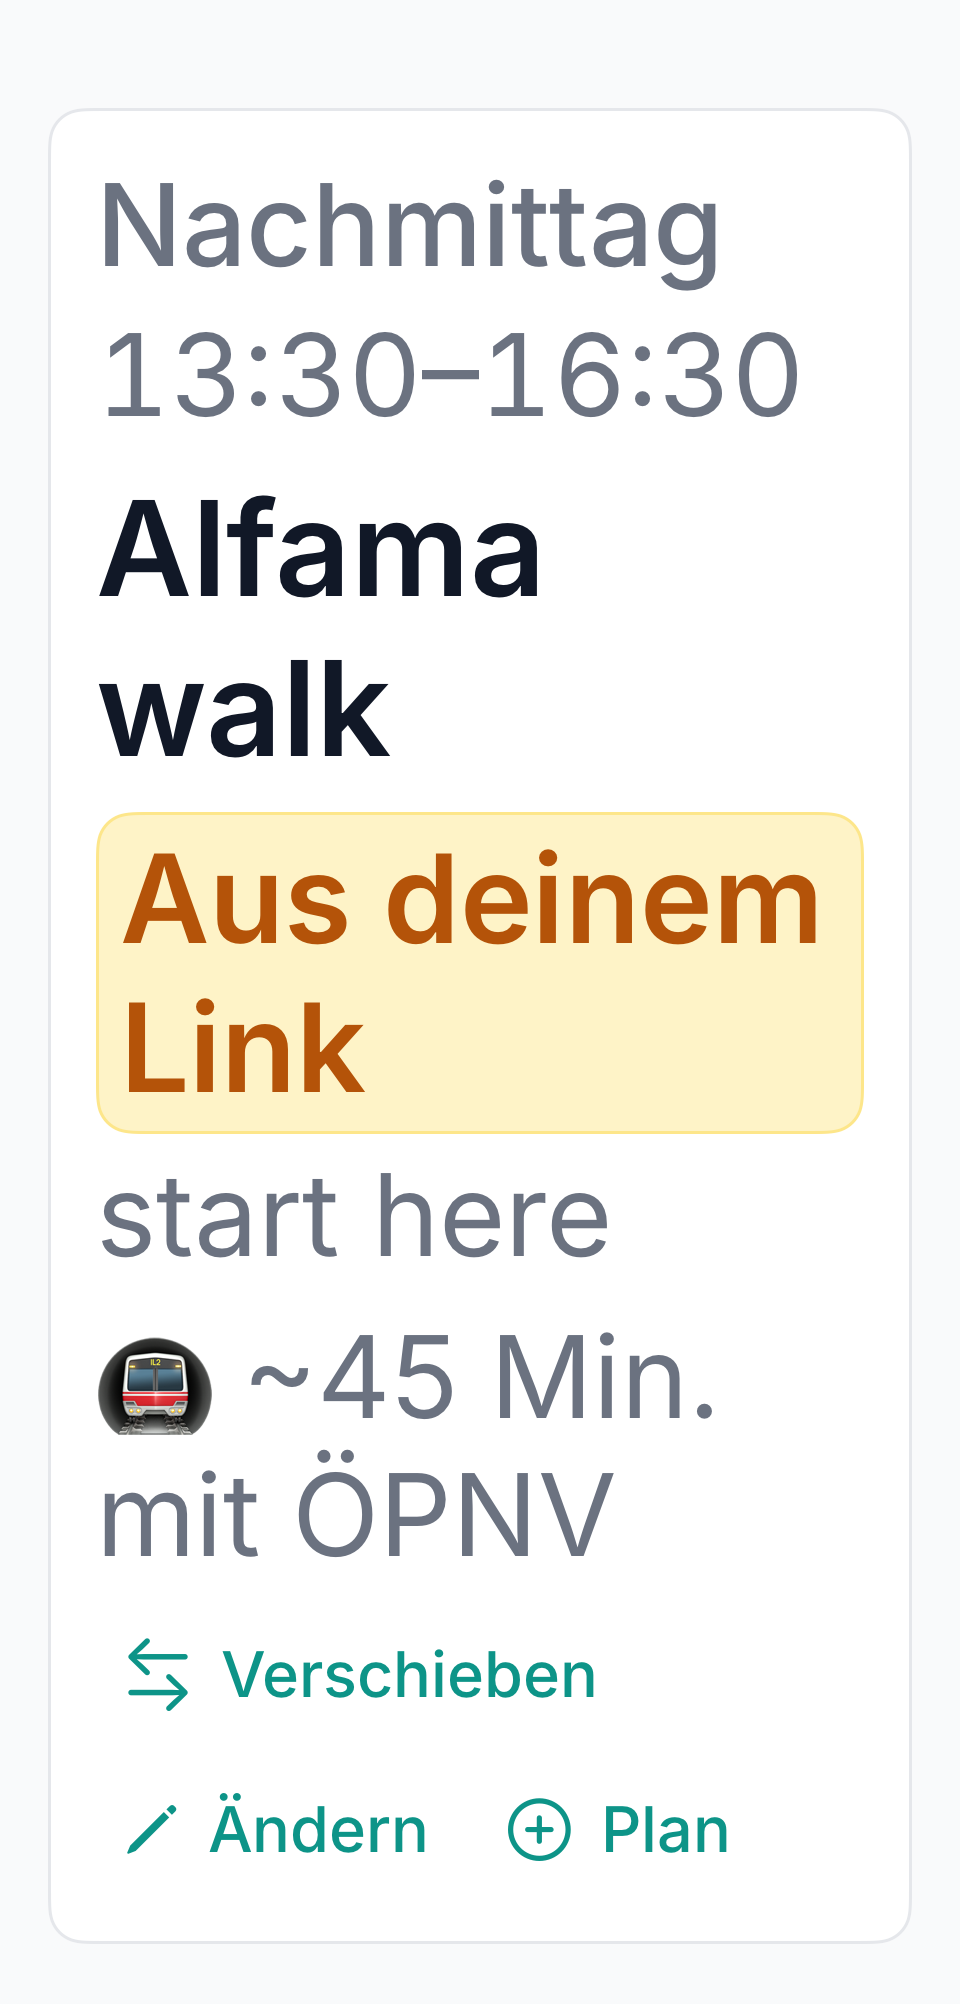 Nachmittag
13:30–16:30
Alfama
walk
Aus deinem
Link
start here
~45 Min.
mit ÖPNV
Verschieben
Ändern Plan